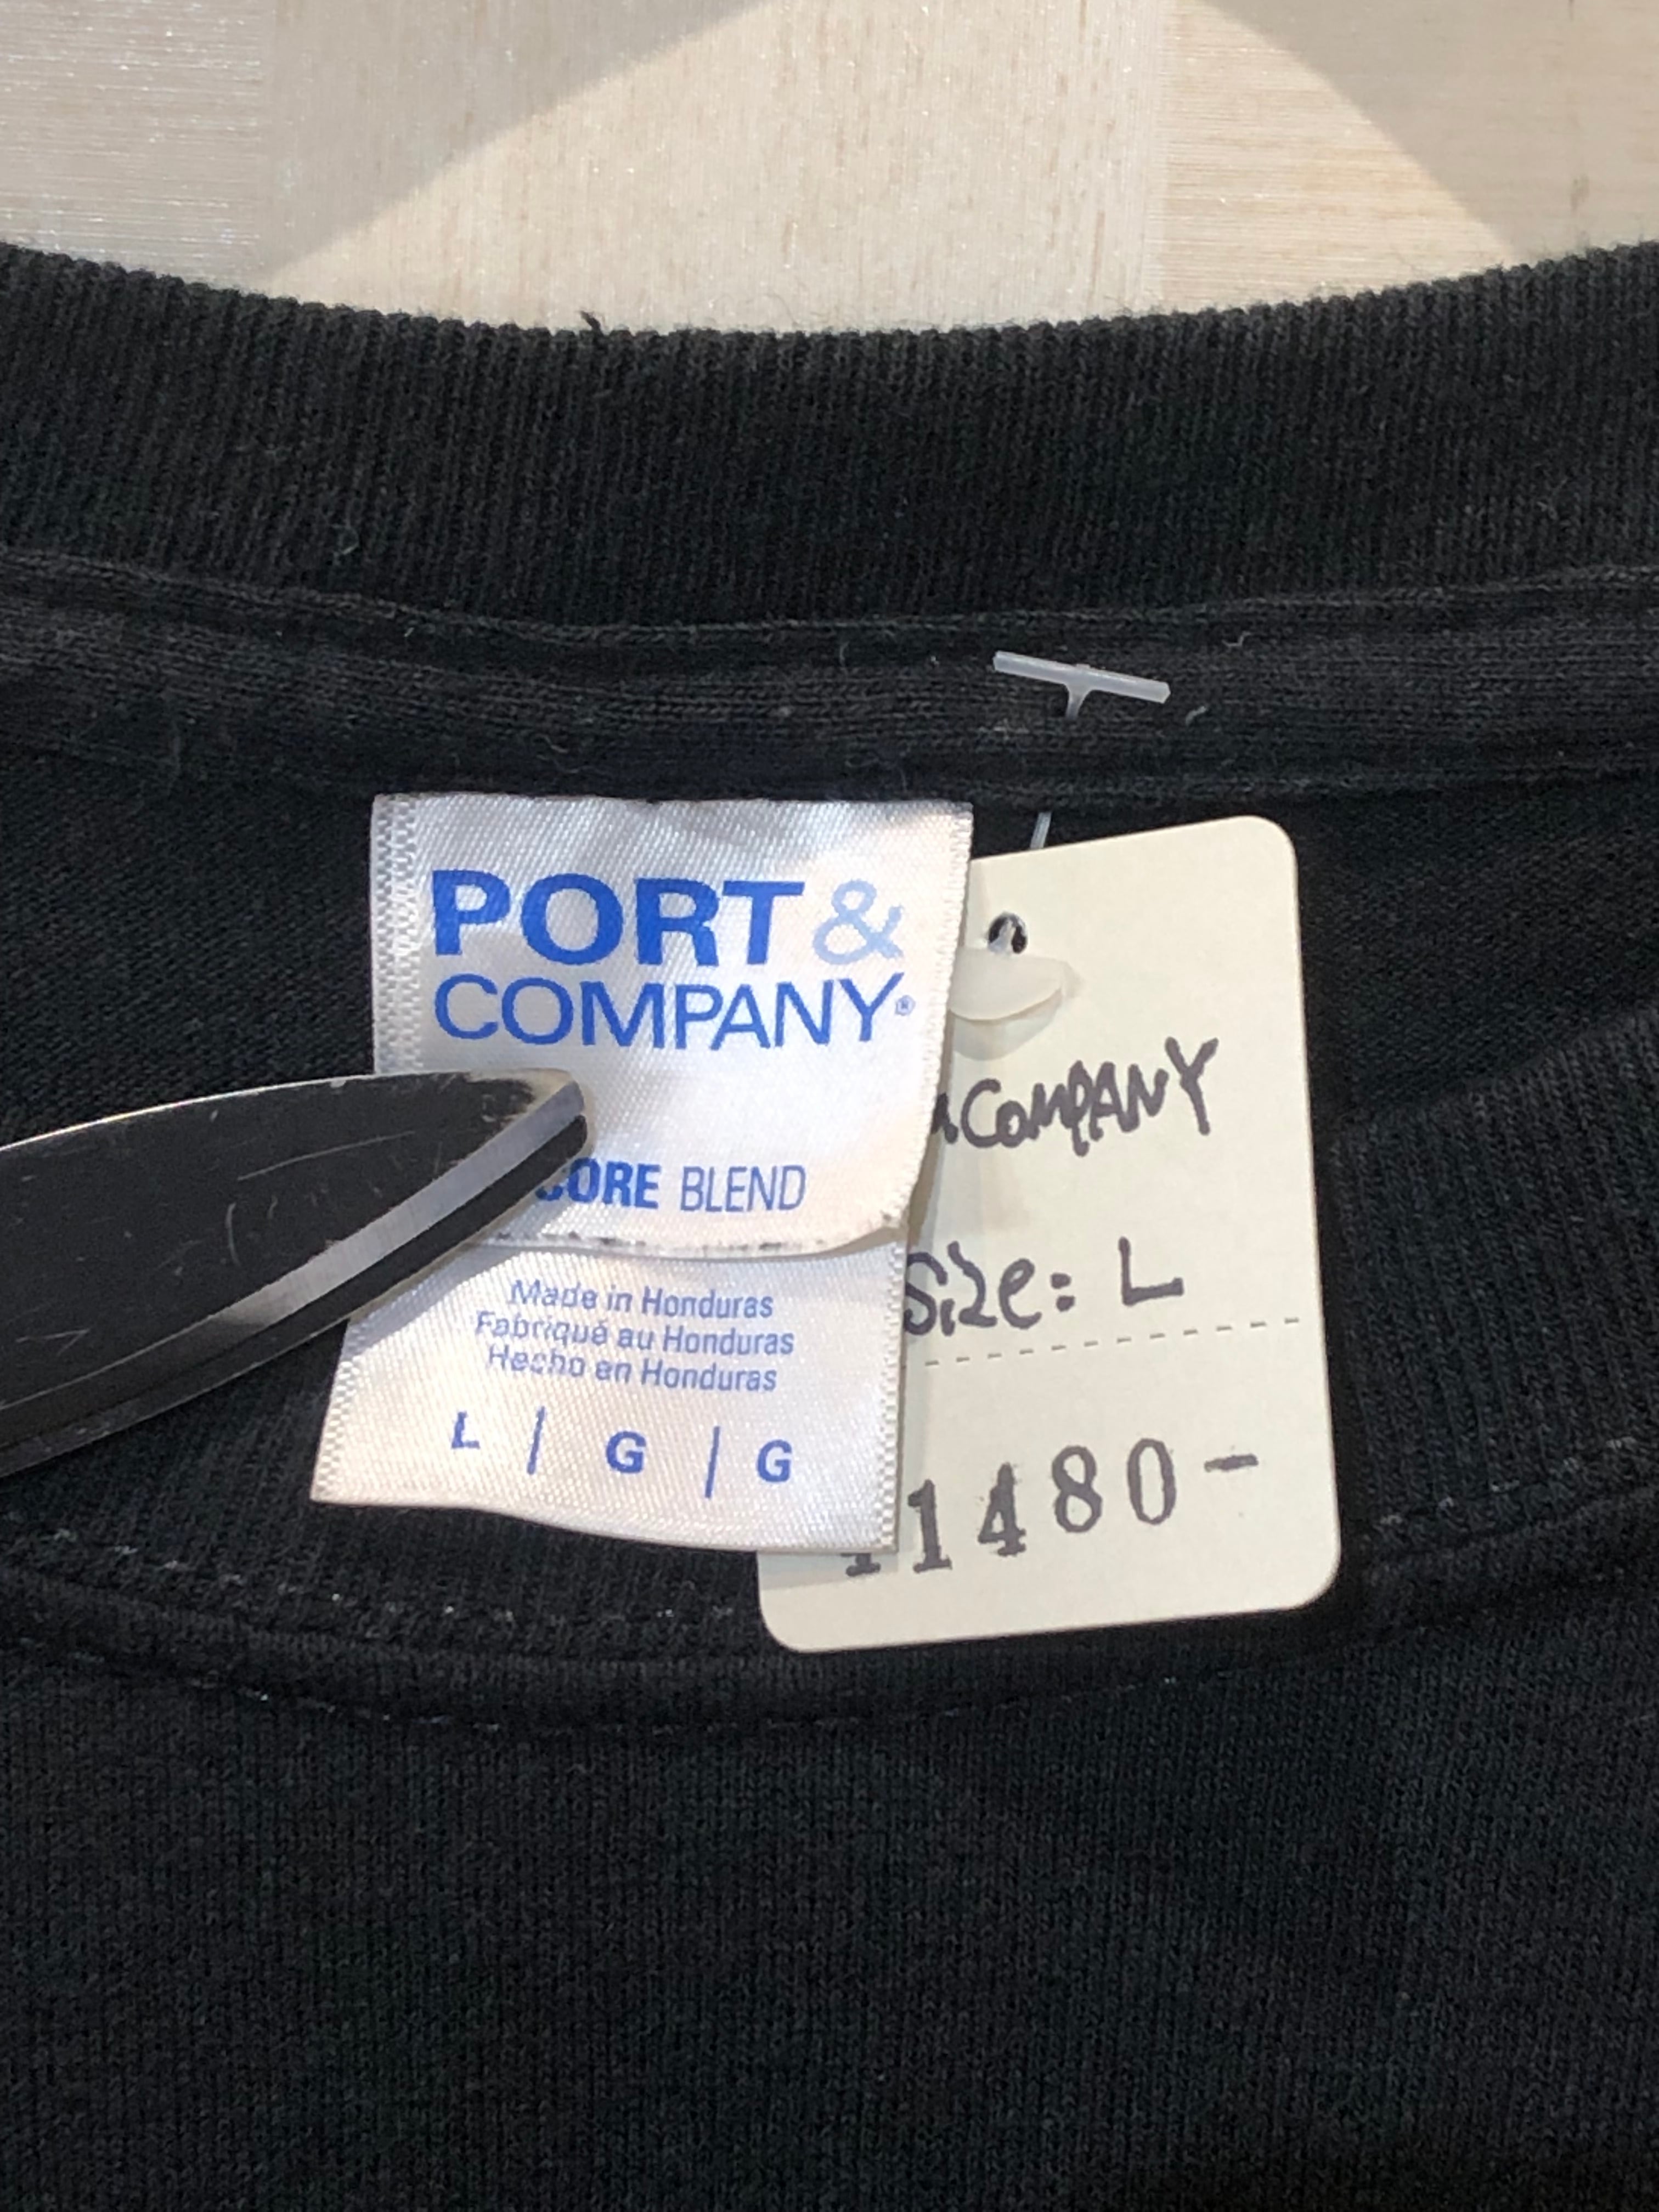 PORT &
COMPANY®
CORE BLEND
Made in Honduras
Fabriqué au Honduras
Hecho en Honduras
L | G | G
COMPANY
Size: L
1480-